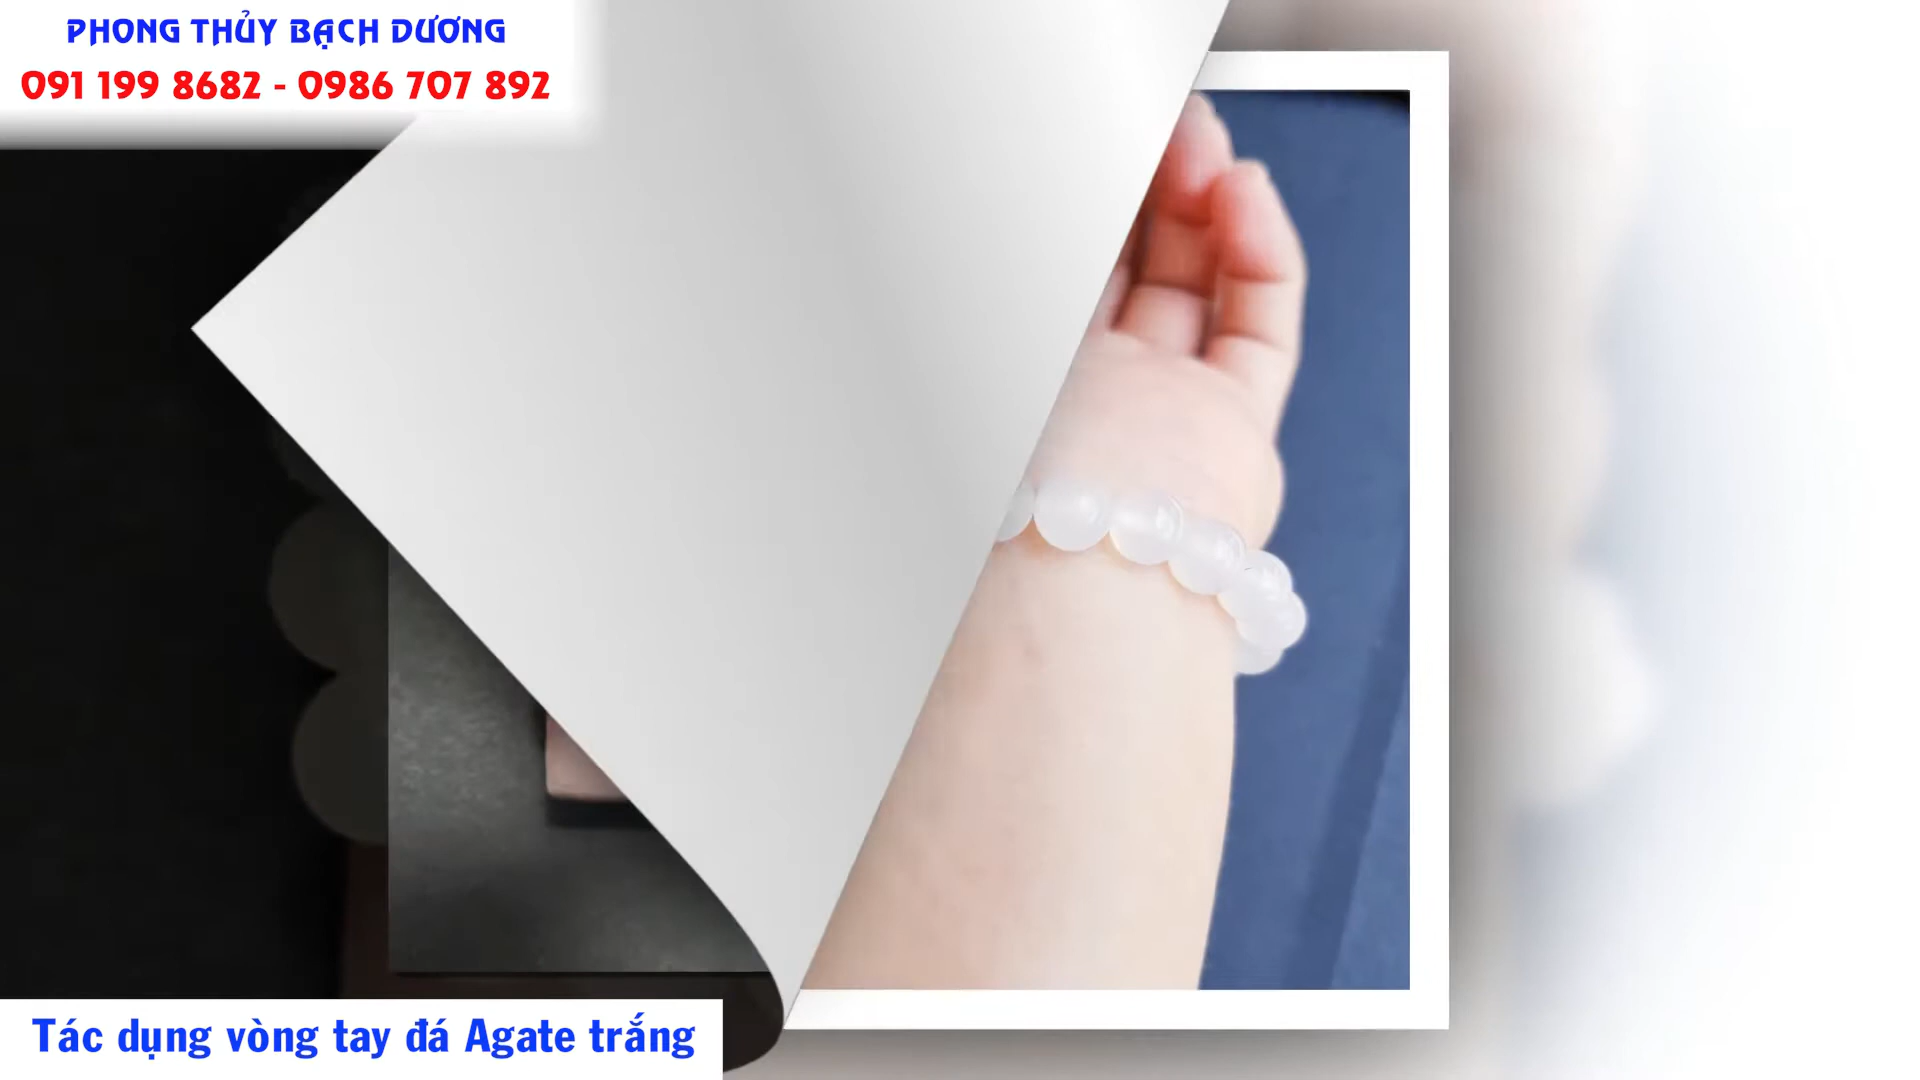 PHONG THỦY BẠCH DƯƠNG
091 199 8682 - 0986 707 892
Tác dụng vòng tay đá Agate trắng